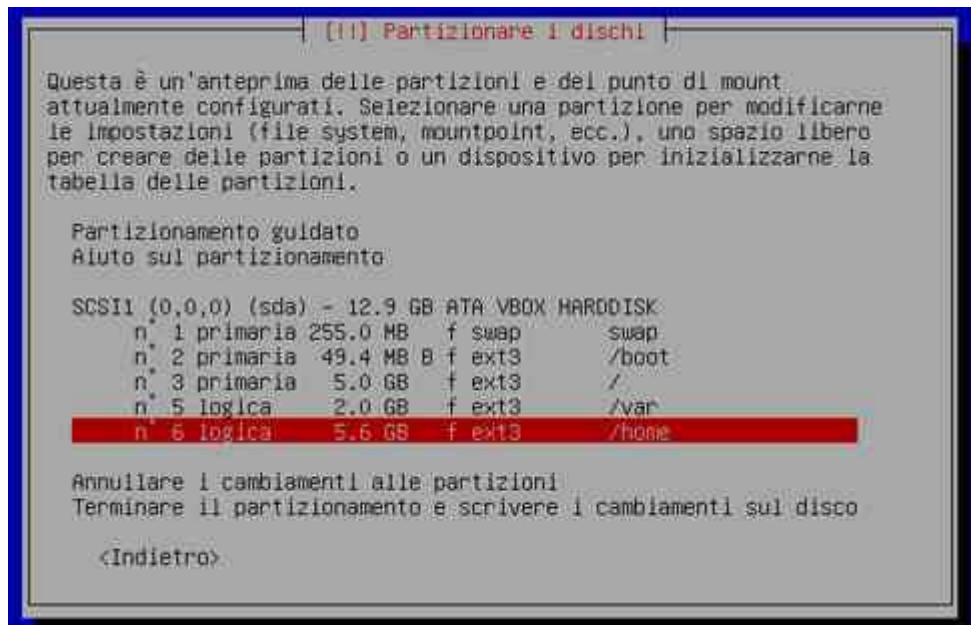 [!!] Partizionare i dischi
Questa è un'anteprima delle partizioni e dei punto di mount
attualmente configurati. Selezionare una partizione per modificarne
le impostazioni (file system, mountpoint, ecc.), uno spazio libero
per creare delle partizioni o un dispositivo per inizializzarne la
tabella delle partizioni.
Partizionamento guidato
Aiuto sul partizionamento
SCSI1 (0,0,0) (sda) - 12.9 GB ATA VBOX HARDDISK
n° 1 primaria 255.0 MB f swap swap
n° 2 primaria 49.4 MB B f ext3 /boot
n° 3 primaria 5.0 GB f ext3 /
n° 5 logica 2.0 GB f ext3 /var
n° 6 logica 5.6 GB f ext3 /home
Annullare i cambiamenti alle partizioni
Terminare il partizionamento e scrivere i cambiamenti sul disco
<Indietro>